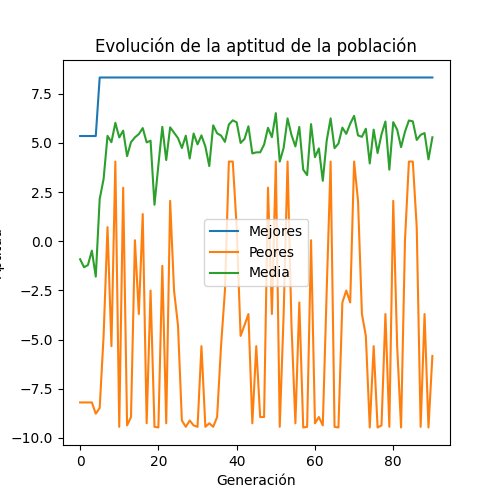 Evolución de la aptitud de la población
7.5
5.0
2.5
0.0
−2.5
−5.0
−7.5
−10.0
Mejores
Peores
Media
0
20
40
60
80
Generación